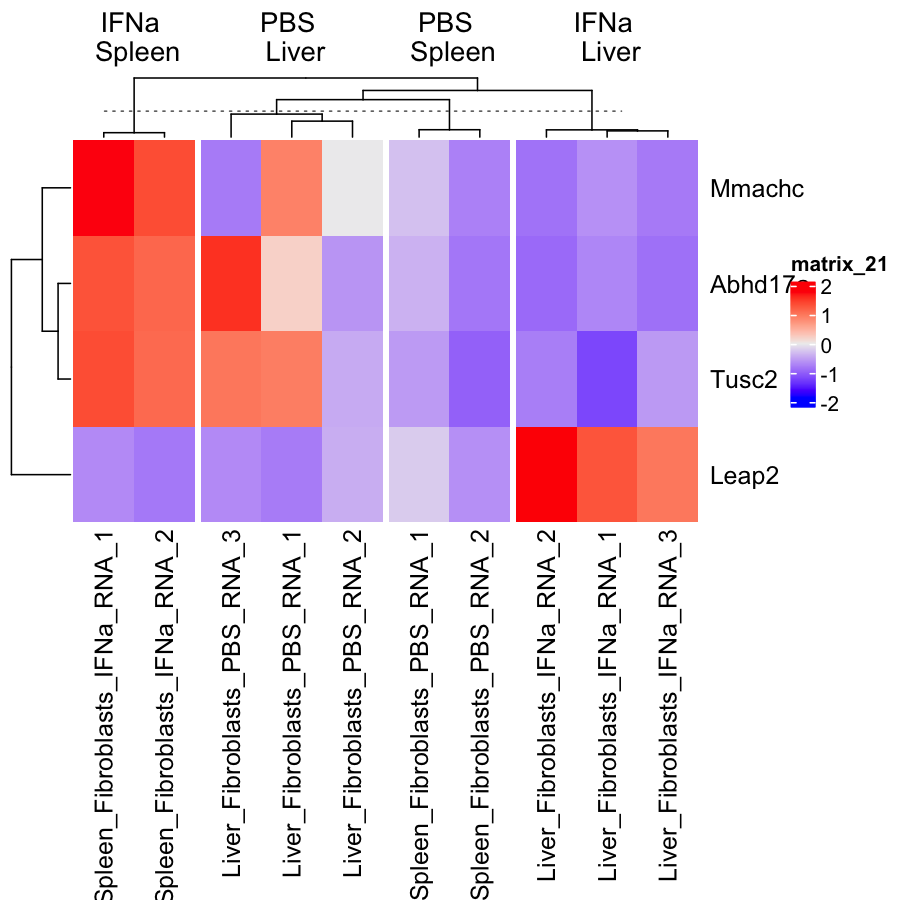 IFNa PBS PBS IFNa
Spleen Liver Spleen Liver
Mmachc
matrix_21
Abhd17
2
1
0
-1
-2
Tusc2
Leap2
Spleen_Fibroblasts_IFNa_RNA_1
Spleen_Fibroblasts_IFNa_RNA_2
Liver_Fibroblasts_PBS_RNA_3
Liver_Fibroblasts_PBS_RNA_1
Liver_Fibroblasts_PBS_RNA_2
Spleen_Fibroblasts_PBS_RNA_1
Spleen_Fibroblasts_PBS_RNA_2
Liver_Fibroblasts_IFNa_RNA_2
Liver_Fibroblasts_IFNa_RNA_1
Liver_Fibroblasts_IFNa_RNA_3